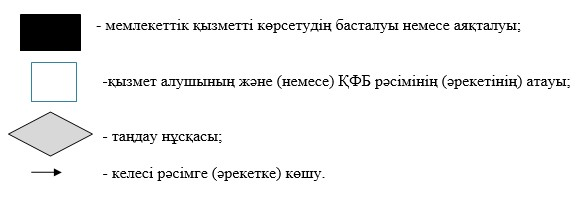 - мемлекеттік қызметті көрсетудің басталуы немесе аяқталуы;
-қызмет алушының және (немесе) ҚФБ рәсімінің (әрекетінің) атауы;
- таңдау нұсқасы;
- келесі рәсімге (әрекетке) көшу.